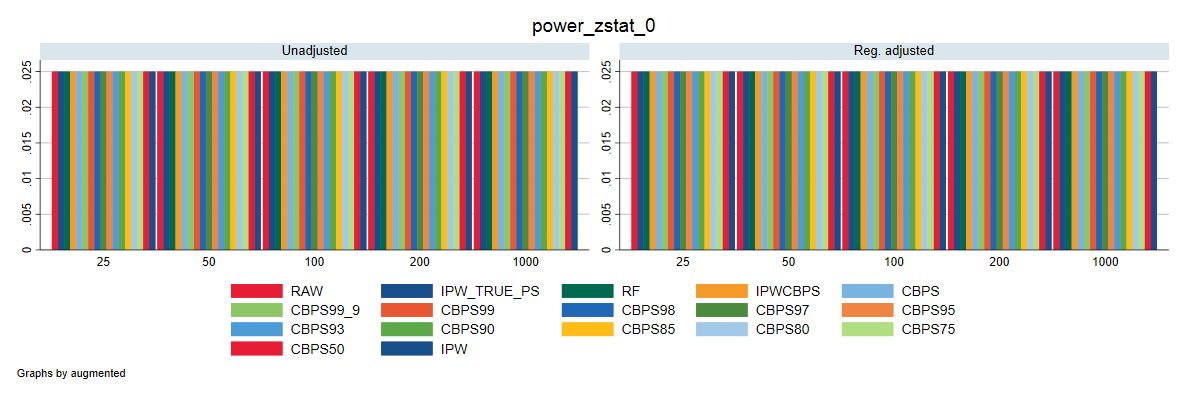 power_zstat_0
Unadjusted
Reg. adjusted
.025
.02
.015
.01
.005
0
25 50 100 200 1000
.025
.02
.015
.01
.005
0
25 50 100 200 1000
RAW IPW_TRUE_PS RF IPWCBPS CBPS
CBPS99_9 CBPS99 CBPS98 CBPS97 CBPS95
CBPS93 CBPS90 CBPS85 CBPS80 CBPS75
CBPS50 IPW
Graphs by augmented